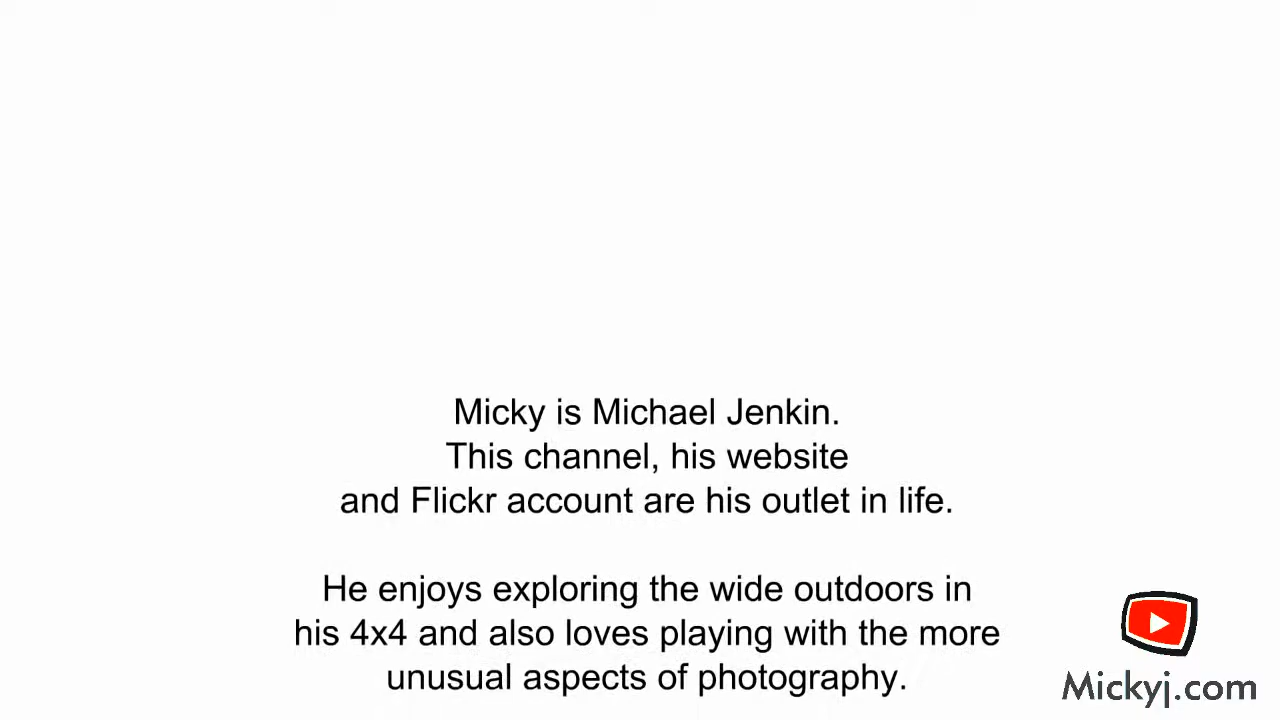 Micky is Michael Jenkin.
This channel, his website
and Flickr account are his outlet in life.
He enjoys exploring the wide outdoors in
his 4x4 and also loves playing with the more
unusual aspects of photography.
Mickyj.com